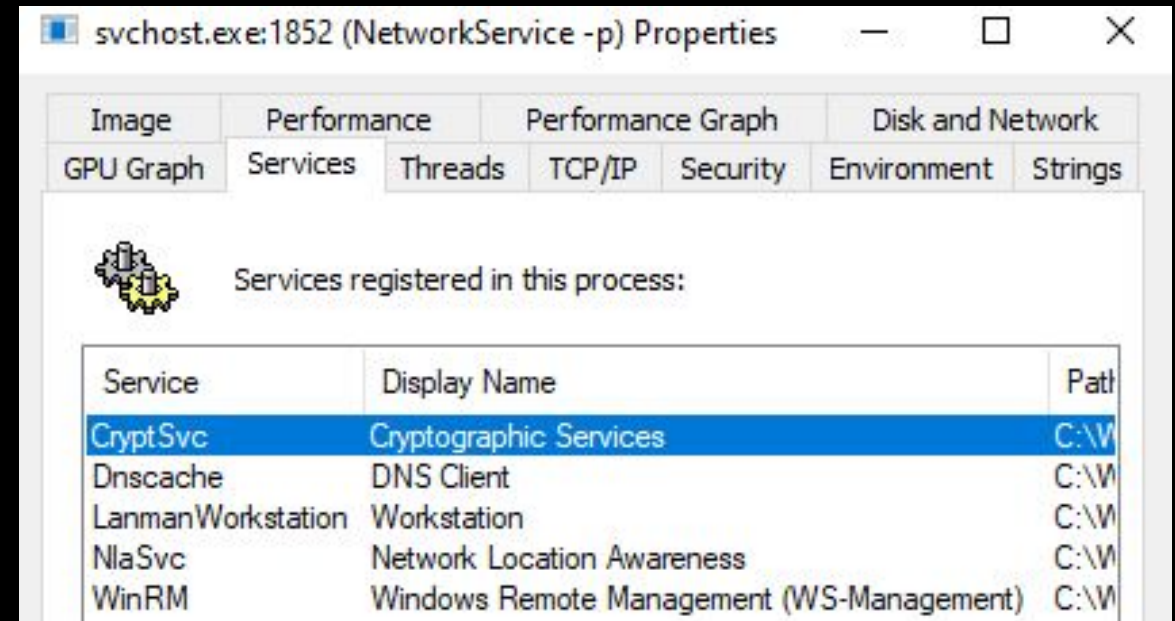 svchost.exe:1852 (NetworkService -p) Properties
Image Performance Performance Graph Disk and Network
GPU Graph Services Threads TCP/IP Security Environment Strings
Services registered in this process:
Service Display Name
CryptSvc Cryptographic Services C:\W
Dnscache DNS Client C:\W
LanmanWorkstation Workstation C:\W
NlaSvc Network Location Awareness C:\W
WinRM Windows Remote Management (WS-Management) C:\W